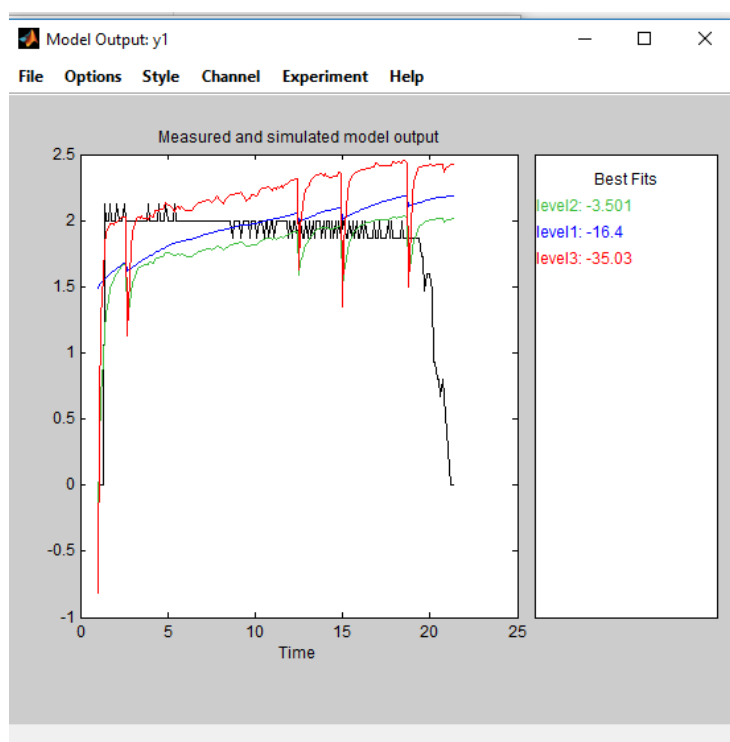 Model Output: y1
File Options Style Channel Experiment Help
Measured and simulated model output
2.5
2
1.5
1
0.5
0
-0.5
-1
0 5 10 15 20 25
Time
Best Fits
level2: -3.501
level1: -16.4
level3: -35.03